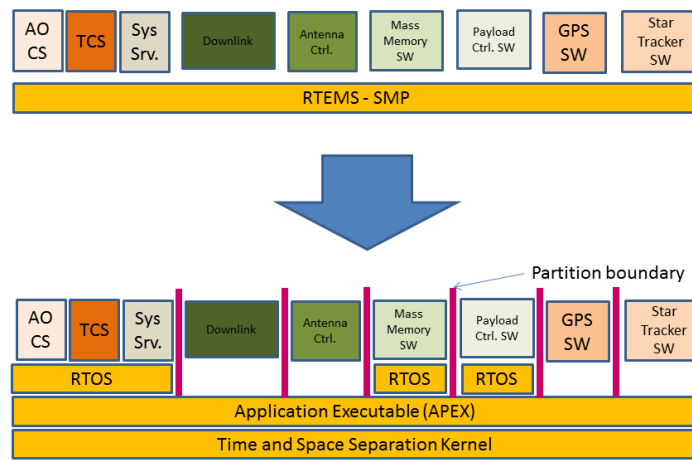 AO
CS
TCS
Sys
Srv.
Downlink
Antenna
Ctrl.
Mass
Memory
SW
Payload
Ctrl. SW
GPS
SW
Star
Tracker
SW
RTEMS - SMP
Partition boundary
AO
CS
TCS
Sys
Srv.
Downlink
Antenna
Ctrl.
Mass
Memory
SW
Payload
Ctrl. SW
GPS
SW
Star
Tracker
SW
RTOS
RTOS
RTOS
Application Executable (APEX)
Time and Space Separation Kernel